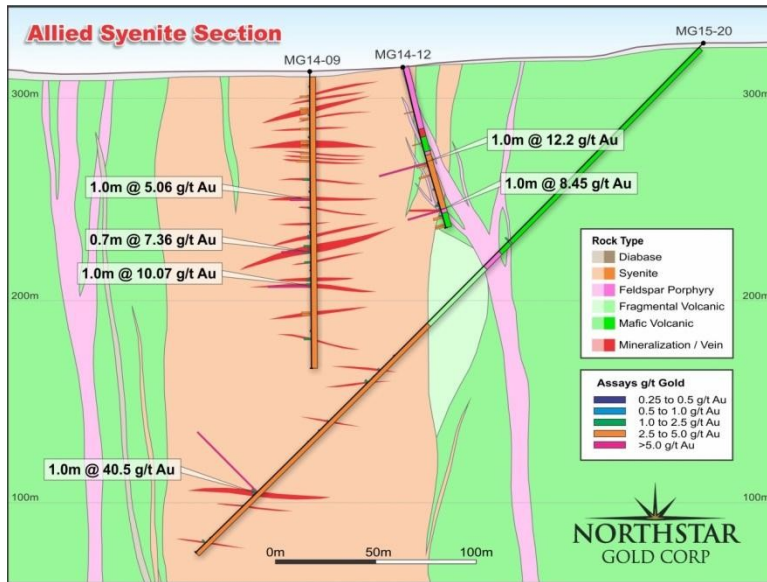 Allied Syenite Section
MG14-09
MG14-12
MG15-20
300m
300m
1.0m @ 12.2 g/t Au
1.0m @ 5.06 g/t Au
1.0m @ 8.45 g/t Au
0.7m @ 7.36 g/t Au
1.0m @ 10.07 g/t Au
200m
200m
Rock Type
Diabase
Syenite
Feldspar Porphyry
Fragmental Volcanic
Mafic Volcanic
Mineralization / Vein
Assays g/t Gold
0.25 to 0.5 g/t Au
0.5 to 1.0 g/t Au
1.0 to 2.5 g/t Au
2.5 to 5.0 g/t Au
>5.0 g/t Au
1.0m @ 40.5 g/t Au
100m
100m
NORTHSTAR
GOLD CORP
0m
50m
100m